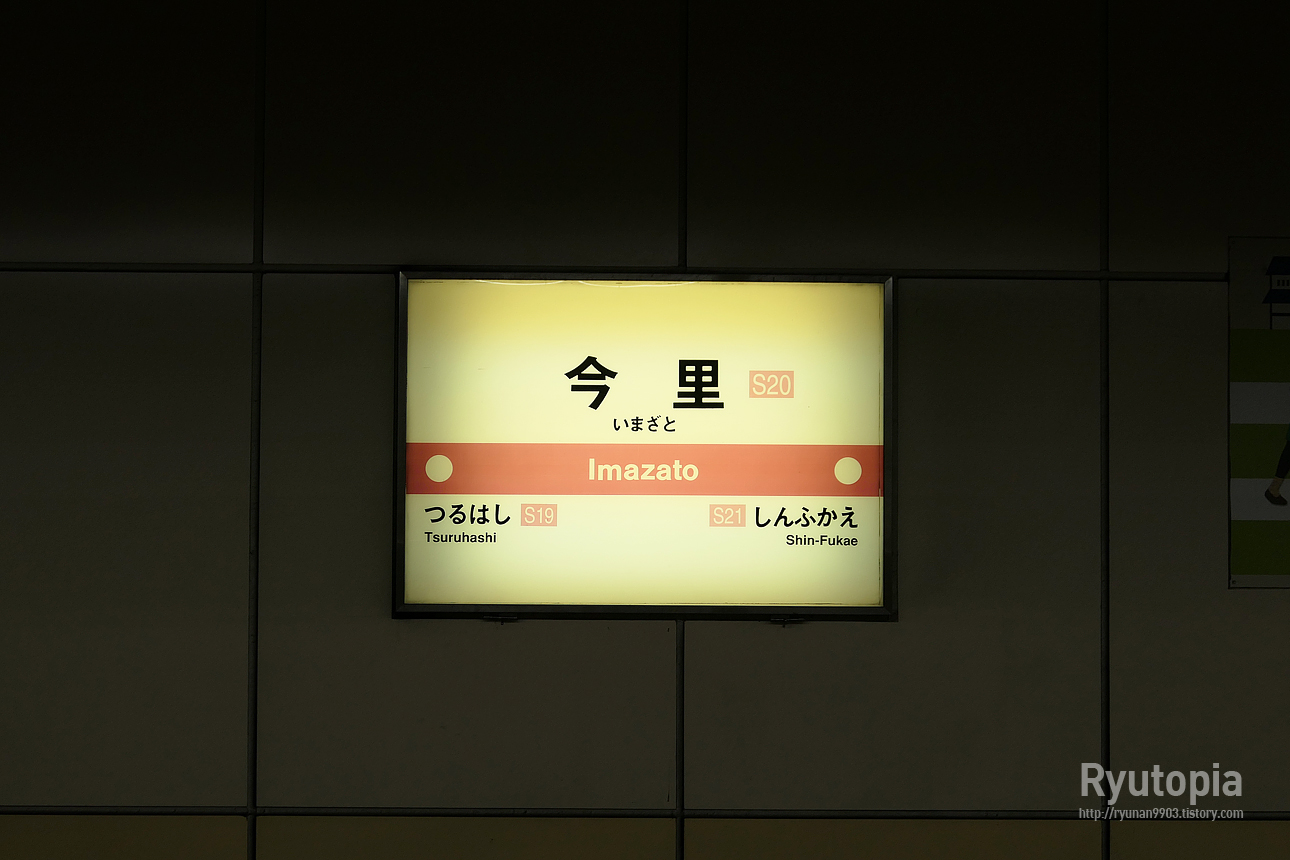 今 里 S20
いまざと
Imazato
つるはし S19 S21 しんふかえ
Tsuruhashi Shin-Fukae
Ryutopia
http://ryunan9903.tistory.com